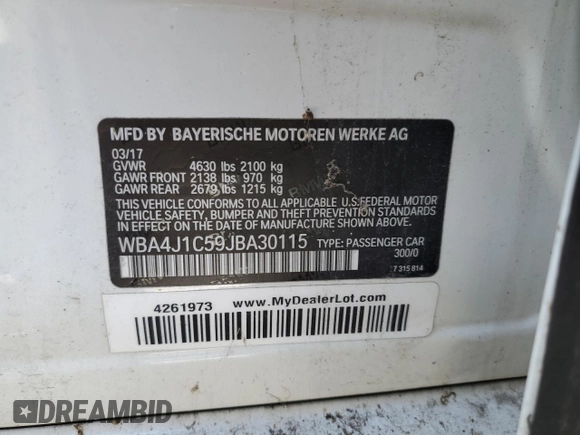 MFD BY BAYERISCHE MOTOREN WERKE AG
03/17
GVWR 4630 lbs 2100 kg
GAWR FRONT 2138 lbs 970 kg
GAWR REAR 2679 lbs 1215 kg
THIS VEHICLE CONFORMS TO ALL APPLICABLE U.S. FEDERAL MOTOR
VEHICLE SAFETY, BUMPER AND THEFT PREVENTION STANDARDS
IN EFFECT ON THE DATE OF MANUFACTURE SHOWN ABOVE.
WBA4J1C59JBA30115 TYPE: PASSENGER CAR
300/0
7 315 814
4261973 www.MyDealerLot.com
DREAMBID